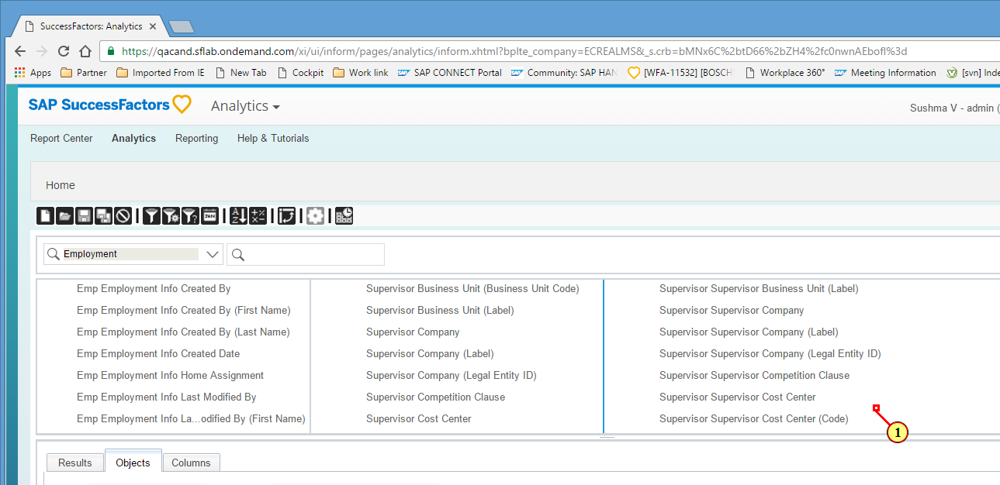 SuccessFactors: Analytics
https://qacand.sflab.ondemand.com/xi/ui/inform/pages/analytics/inform.xhtml?bplte_company=ECREALMS&_s.crb=bMNx6C%2btD66%2bZH4%2fc0nwnAEbofI%3d
Apps Partner Imported From IE New Tab Cockpit Work link SAP CONNECT Portal Community: SAP HAN [WFA-11532] [BOSCH Workplace 360° Meeting Information [svn] Inde
SAP SuccessFactors Analytics
Sushma V - admin (
Report Center Analytics Reporting Help & Tutorials
Home
Employment
Emp Employment Info Created By Supervisor Business Unit (Business Unit Code) Supervisor Supervisor Business Unit (Label)
Emp Employment Info Created By (First Name) Supervisor Business Unit (Label) Supervisor Supervisor Company
Emp Employment Info Created By (Last Name) Supervisor Company Supervisor Supervisor Company (Label)
Emp Employment Info Created Date Supervisor Company (Label) Supervisor Supervisor Company (Legal Entity ID)
Emp Employment Info Home Assignment Supervisor Company (Legal Entity ID) Supervisor Supervisor Competition Clause
Emp Employment Info Last Modified By Supervisor Competition Clause Supervisor Supervisor Cost Center
Emp Employment Info La...odified By (First Name) Supervisor Cost Center Supervisor Supervisor Cost Center (Code)
1
Results Objects Columns